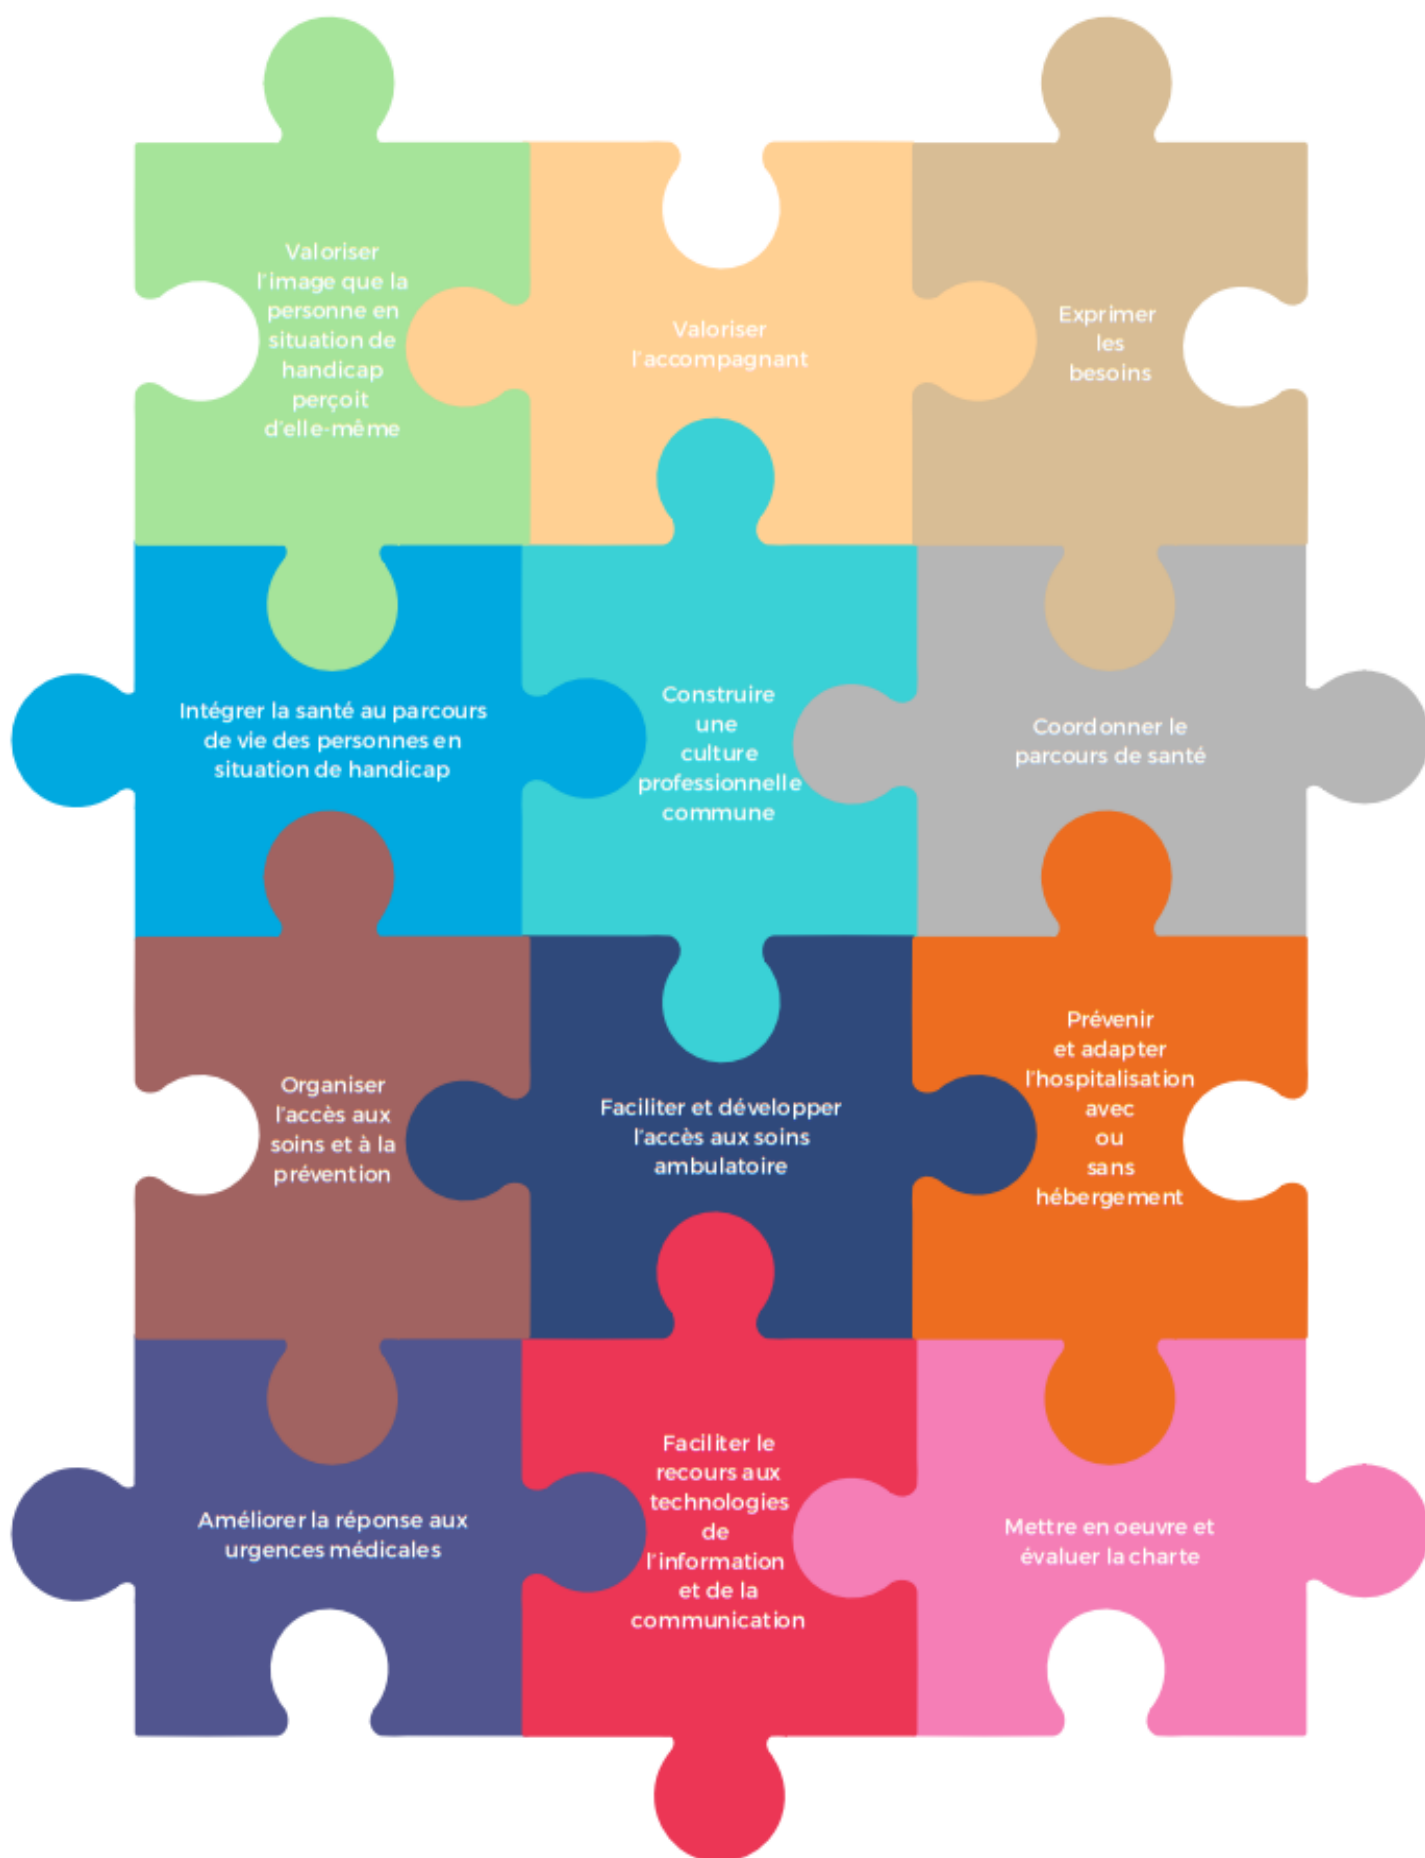 Valoriser
l'image que la
personne en
situation de
handicap
perçoit
d'elle-même
Valoriser
l'accompagnant
Exprimer
les
besoins
Intégrer la santé au parcours
de vie des personnes en
situation de handicap
Construire
une
culture
professionnelle
commune
Coordonner le
parcours de santé
Organiser
l'accès aux
soins et à la
prévention
Faciliter et développer
l'accès aux soins
ambulatoire
Prévenir
et adapter
l'hospitalisation
avec
ou
sans
hébergement
Améliorer la réponse aux
urgences médicales
Faciliter le
recours aux
technologies
de
l'information
et de la
communication
Mettre en oeuvre et
évaluer la charte